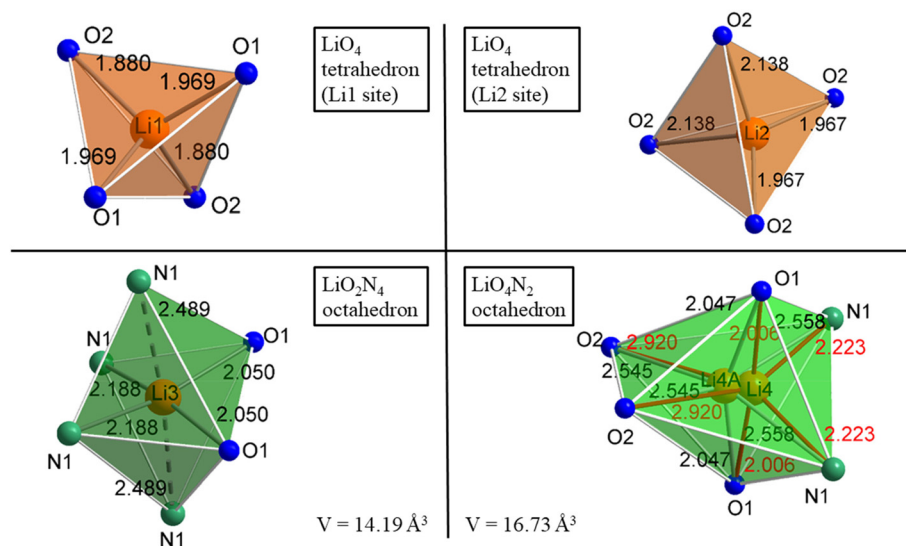 O2
O1
1.880
1.969
Li1
1.969
1.880
O1
O2
LiO4
tetrahedron
(Li1 site)
LiO4
tetrahedron
(Li2 site)
O2
2.138
O2
O2
2.138
Li2
1.967
1.967
O2
N1
2.489
O1
N1
2.050
2.188
Li3
2.050
2.188
N1
O1
2.489
N1
LiO2N4
octahedron
V = 14.19 Å³
LiO4N2
octahedron
O1
2.047
N1
2.558
O2
2.006
2.920
2.223
2.545
Li4A
Li4
2.545
2.920
O2
2.558
2.223
2.047
2.006
N1
O1
V = 16.73 Å³